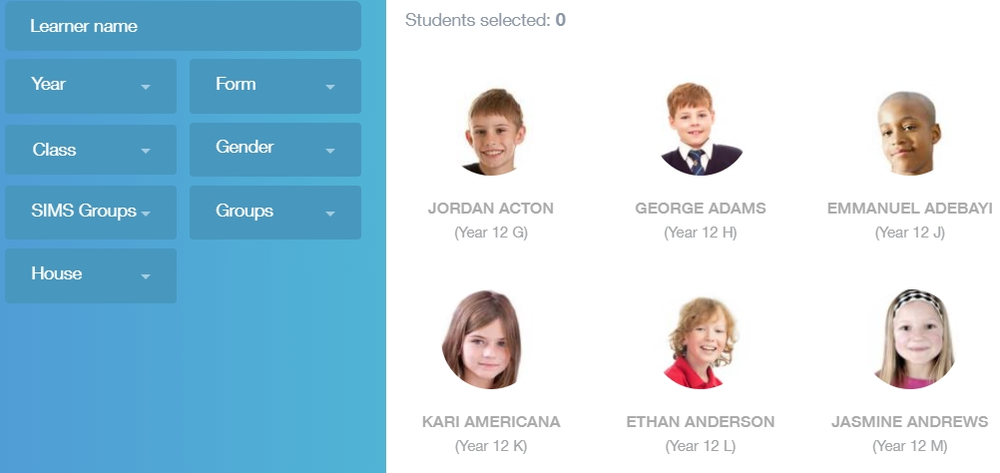 Learner name
Year
Form
Class
Gender
SIMS Groups
Groups
House
Students selected: 0
JORDAN ACTON
(Year 12 G)
GEORGE ADAMS
(Year 12 H)
EMMANUEL ADEBAYI
(Year 12 J)
KARI AMERICANA
(Year 12 K)
ETHAN ANDERSON
(Year 12 L)
JASMINE ANDREWS
(Year 12 M)